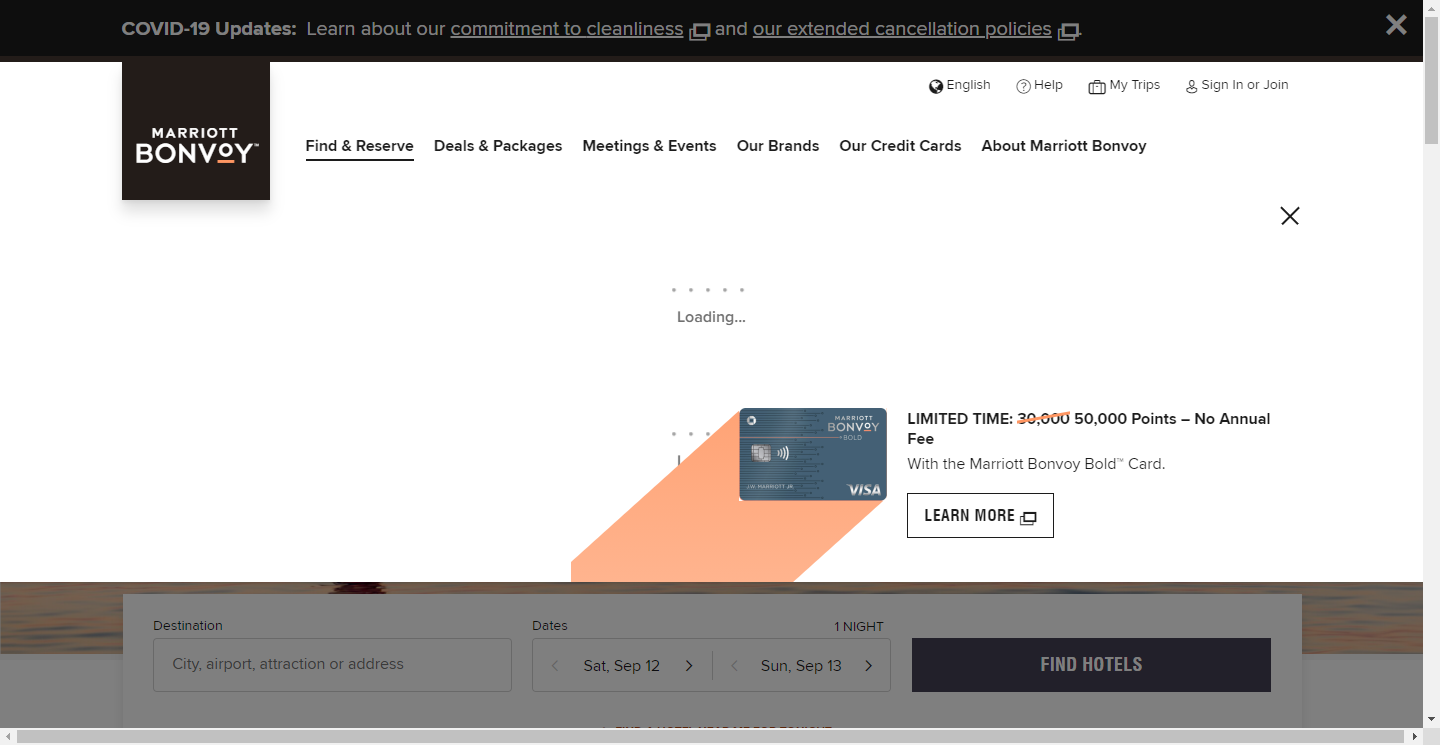 COVID-19 Updates: Learn about our commitment to cleanliness and our extended cancellation policies.
English Help My Trips Sign In or Join
MARRIOTT
BONVOY™
Find & Reserve Deals & Packages Meetings & Events Our Brands Our Credit Cards About Marriott Bonvoy
Loading...
MARRIOTT
BONVOY
BOLD
J.W. MARRIOTT JR.
VISA
LIMITED TIME: 30,000 50,000 Points – No Annual
Fee
With the Marriott Bonvoy Bold™ Card.
LEARN MORE
Destination
Dates
1 NIGHT
City, airport, attraction or address
Sat, Sep 12
Sun, Sep 13
FIND HOTELS